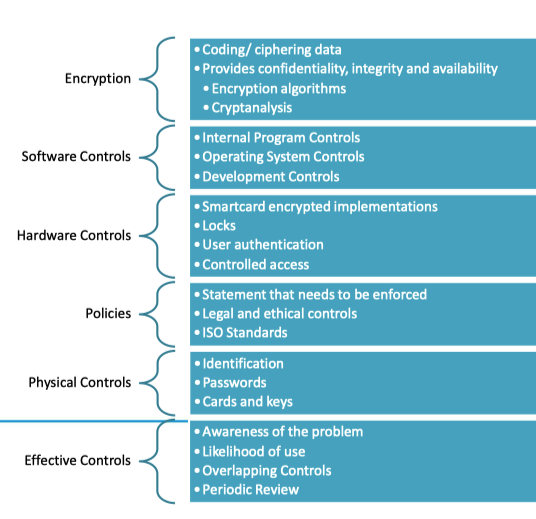 Encryption
• Coding/ ciphering data
• Provides confidentiality, integrity and availability
• Encryption algorithms
• Cryptanalysis
Software Controls
• Internal Program Controls
• Operating System Controls
• Development Controls
Hardware Controls
• Smartcard encrypted implementations
• Locks
• User authentication
• Controlled access
Policies
• Statement that needs to be enforced
• Legal and ethical controls
• ISO Standards
Physical Controls
• Identification
• Passwords
• Cards and keys
Effective Controls
• Awareness of the problem
• Likelihood of use
• Overlapping Controls
• Periodic Review